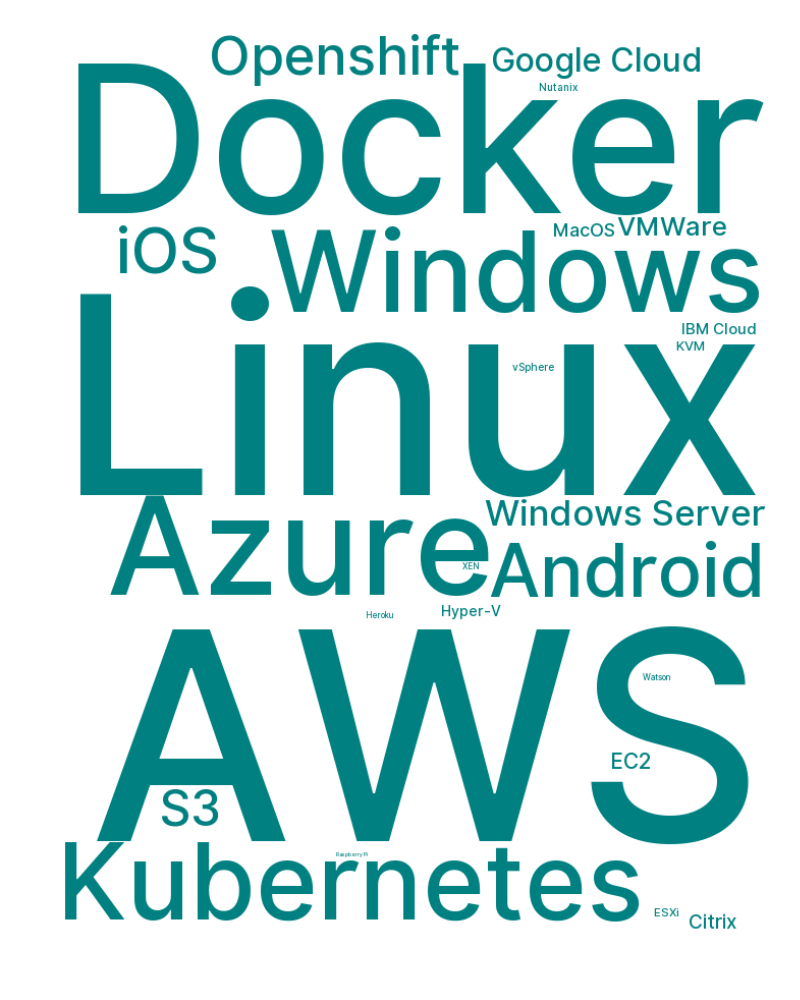 Openshift
Google Cloud
Nutanix
Docker
iOS
Windows
MacOS
VMWare
IBM Cloud
KVM
Linux
vSphere
Azure
Windows Server
XEN
Android
Heroku
Hyper-V
AWS
Watson
EC2
S3
Kubernetes
RaspberryPi
ESXi
Citrix